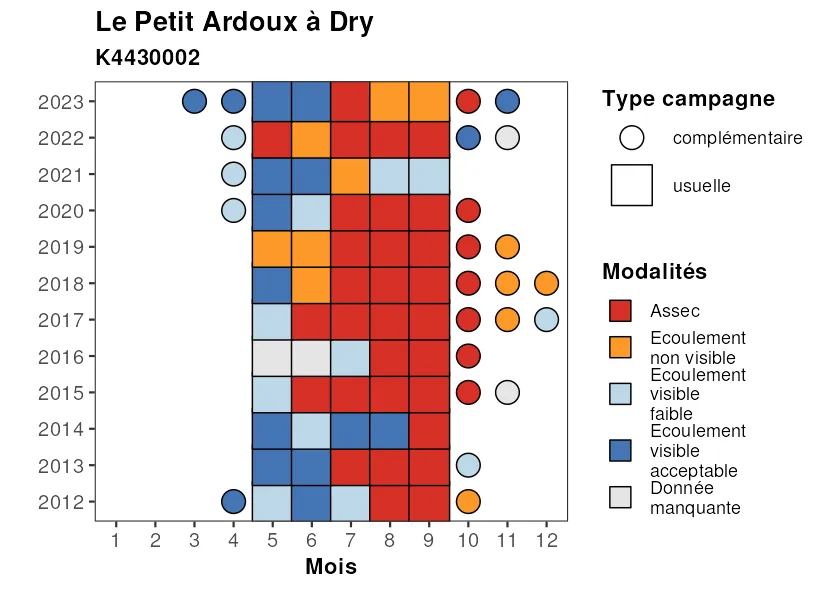 Le Petit Ardoux à Dry
K4430002
2023
2022
2021
2020
2019
2018
2017
2016
2015
2014
2013
2012
1 2 3 4 5 6 7 8 9 10 11 12
Mois
Type campagne
complémentaire
usuelle
Modalités
Assec
Ecoulement
non visible
Ecoulement
visible
faible
Ecoulement
visible
acceptable
Donnée
manquante